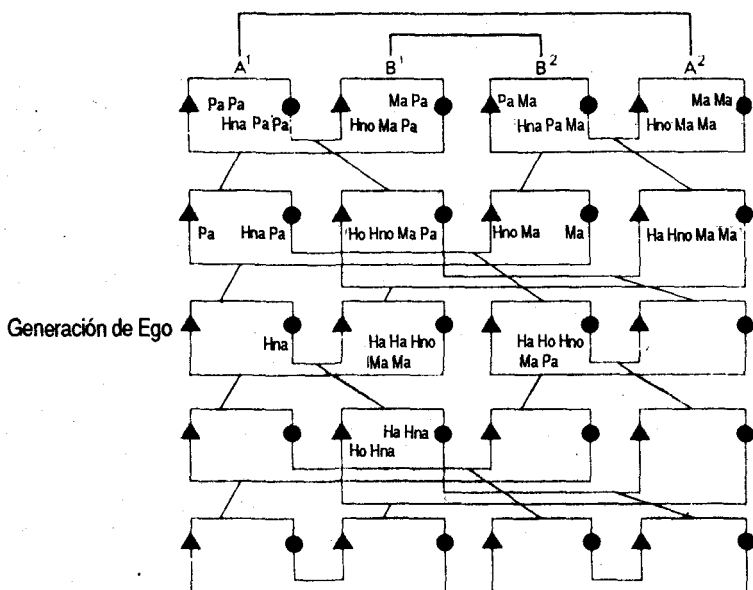 A¹ B¹ B² A²
Pa Pa
Hna Pa Pa
Ma Pa
Hno Ma Pa
Pa Ma
Hna Pa Ma
Ma Ma
Hno Ma Ma
Pa
Hna Pa
Ho Hno Ma Pa
Hno Ma
Ma
Ha Hno Ma Ma
Generación de Ego
Hna
Ha Ha Hno
Ma Ma
Ha Ho Hno
Ma Pa
Ha Hna
Ho Hna